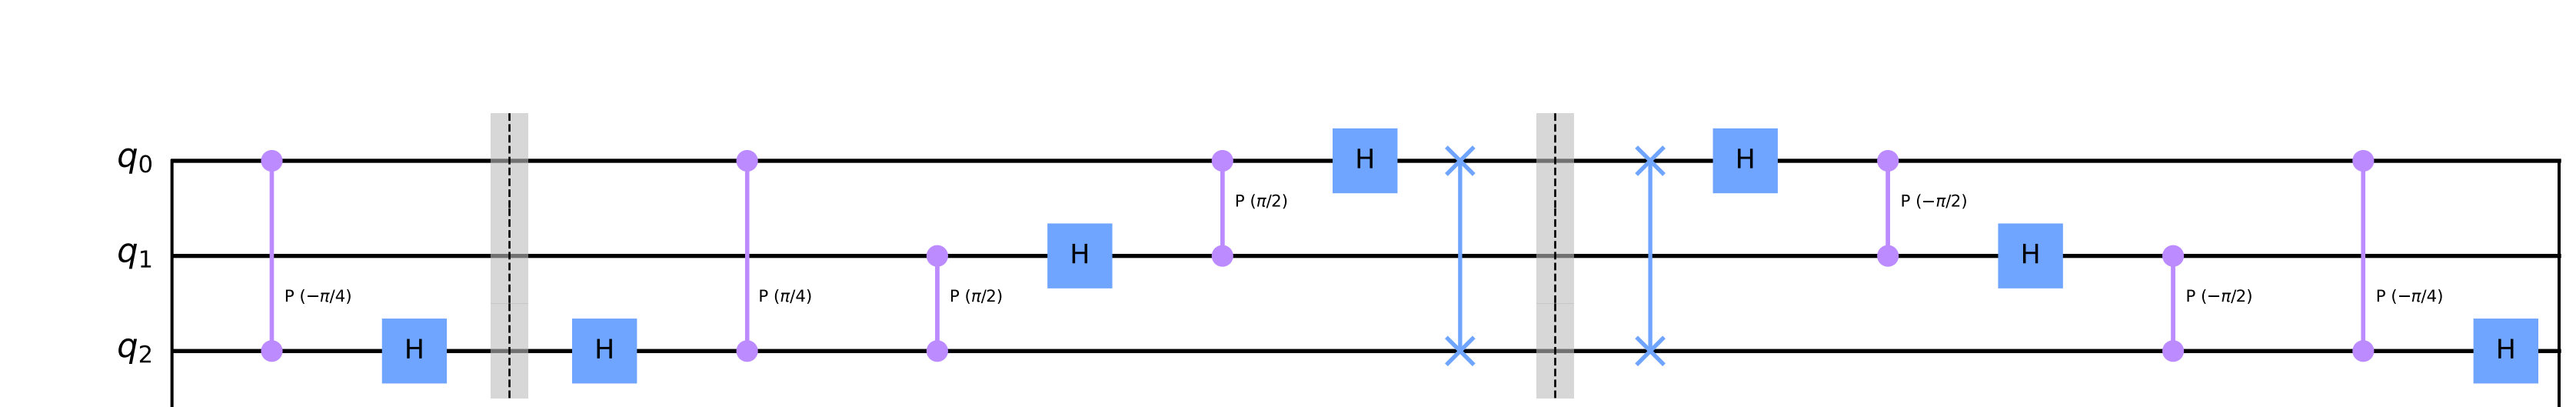 q0 H H
P (π/2) P (−π/2)
q1 H H
P (−π/4) P (π/4) P (π/2) P (−π/2) P (−π/4)
q2 H H H